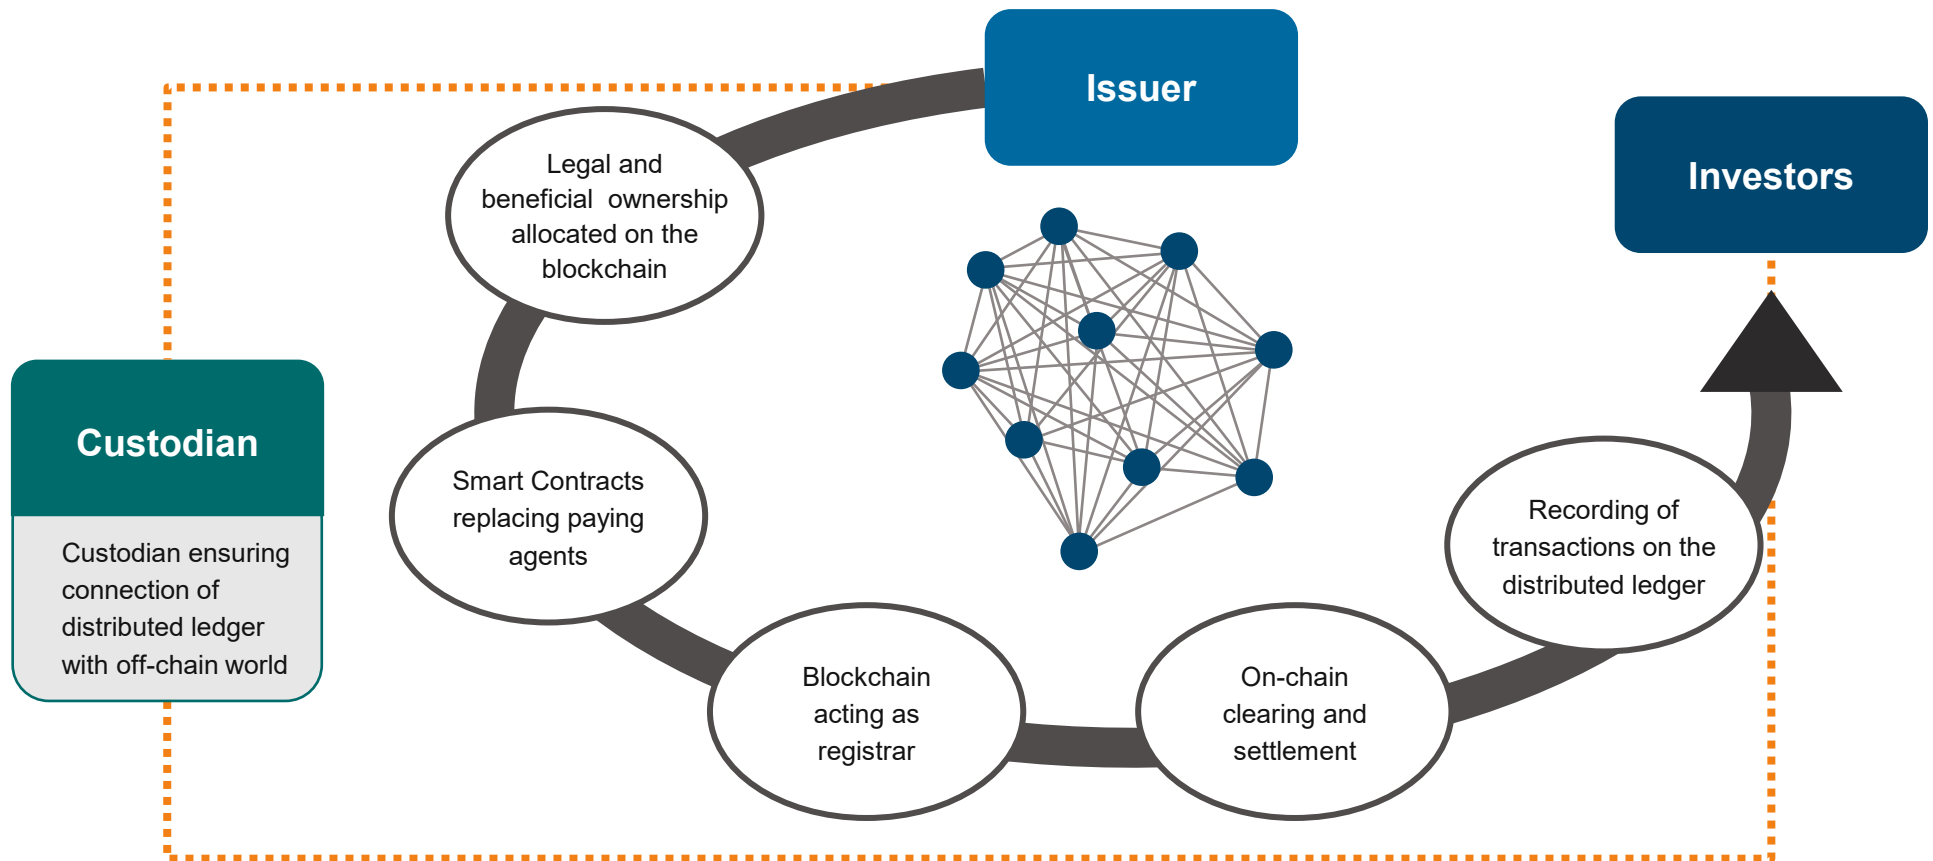 Issuer
Investors
Legal and
beneficial  ownership
allocated on the
blockchain
Custodian
Custodian ensuring
connection of
distributed ledger
with off-chain world
Smart Contracts
replacing paying
agents
Blockchain
acting as
registrar
On-chain
clearing and
settlement
Recording of
transactions on the
distributed ledger